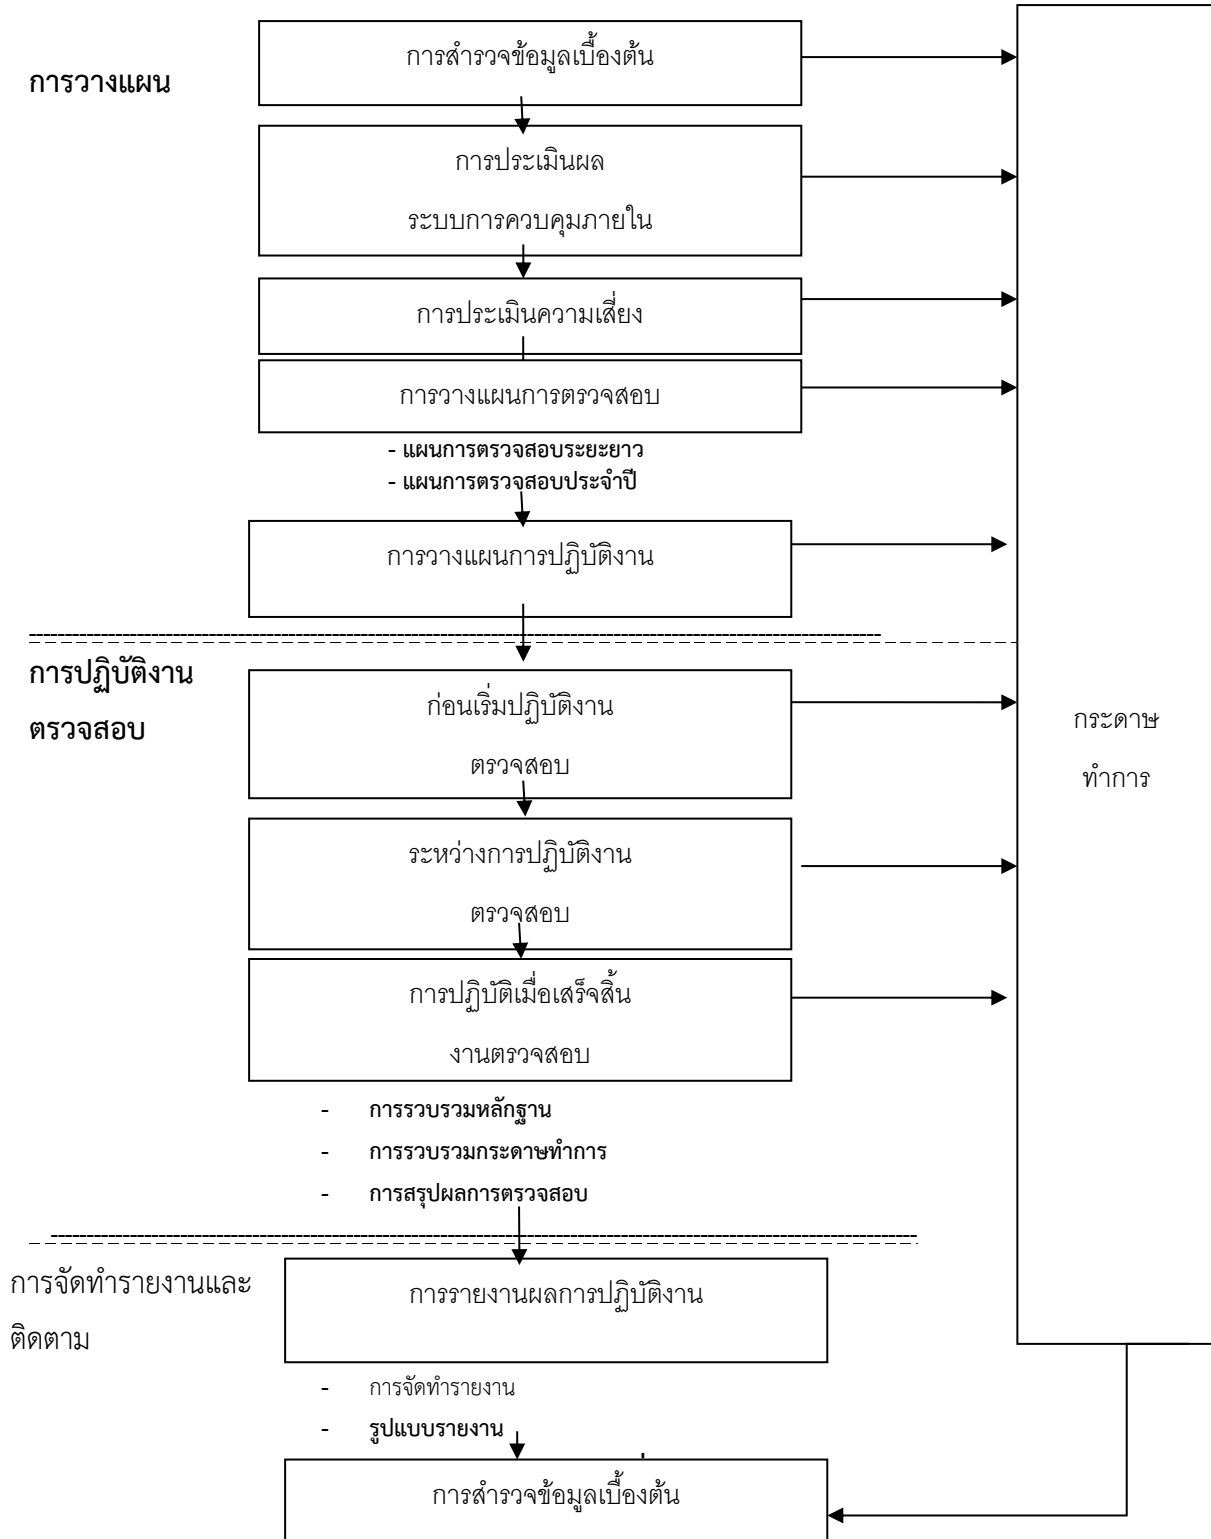 การวางแผน
การสำรวจข้อมูลเบื้องต้น
การประเมินผล
ระบบการควบคุมภายใน
การประเมินความเสี่ยง
การวางแผนการตรวจสอบ
- แผนการตรวจสอบระยะยาว
- แผนการตรวจสอบประจำปี
การวางแผนการปฏิบัติงาน
การปฏิบัติงาน
ตรวจสอบ
ก่อนเริ่มปฏิบัติงาน
ตรวจสอบ
ระหว่างการปฏิบัติงาน
ตรวจสอบ
การปฏิบัติเมื่อเสร็จสิ้น
งานตรวจสอบ
- การรวบรวมหลักฐาน
- การรวบรวมกระดาษทำการ
- การสรุปผลการตรวจสอบ
กระดาษ
ทำการ
การจัดทำรายงานและ
ติดตาม
การรายงานผลการปฏิบัติงาน
- การจัดทำรายงาน
- รูปแบบรายงาน
การสำรวจข้อมูลเบื้องต้น